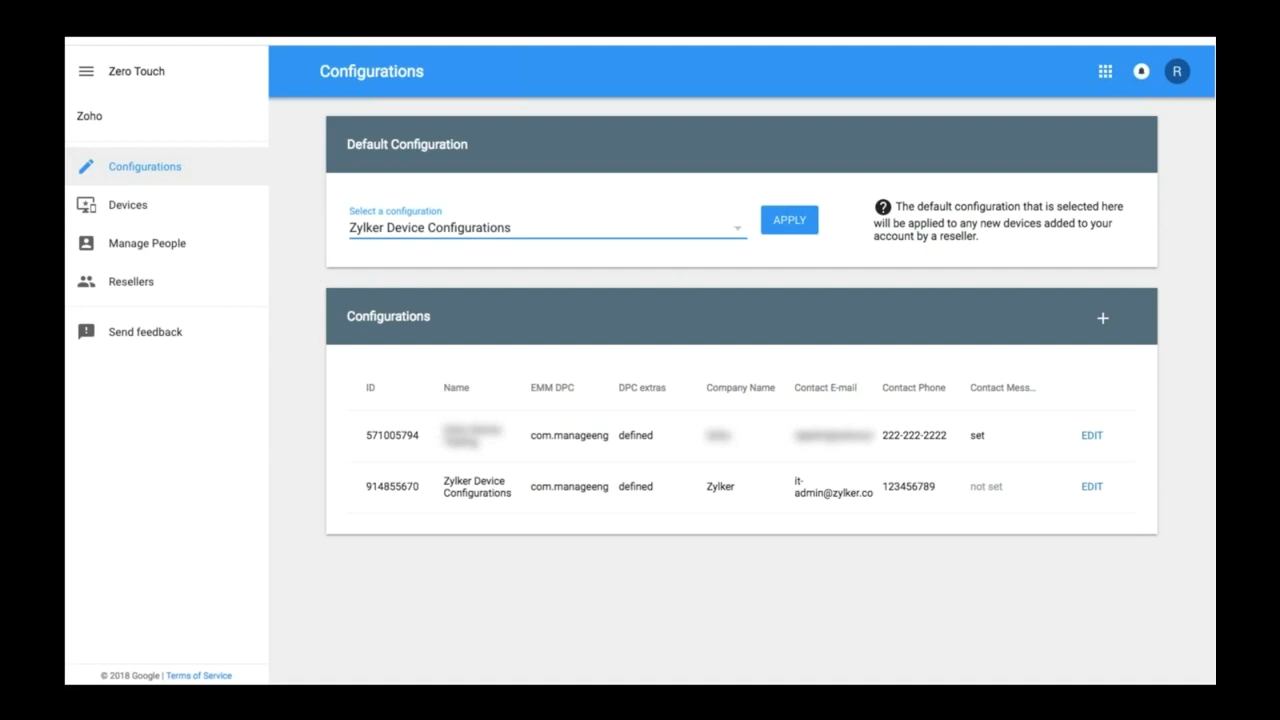 Zero Touch
Configurations
R
Zoho
Configurations
Devices
Manage People
Resellers
Send feedback
Default Configuration
Select a configuration
Zylker Device Configurations
APPLY
The default configuration that is selected here
will be applied to any new devices added to your
account by a reseller.
Configurations
ID Name EMM DPC DPC extras Company Name Contact E-mail Contact Phone Contact Mess...
571005794 com.manageeng defined 222-222-2222 set EDIT
914855670 Zylker Device Configurations com.manageeng defined Zylker it-admin@zylker.co 123456789 not set EDIT
© 2018 Google | Terms of Service